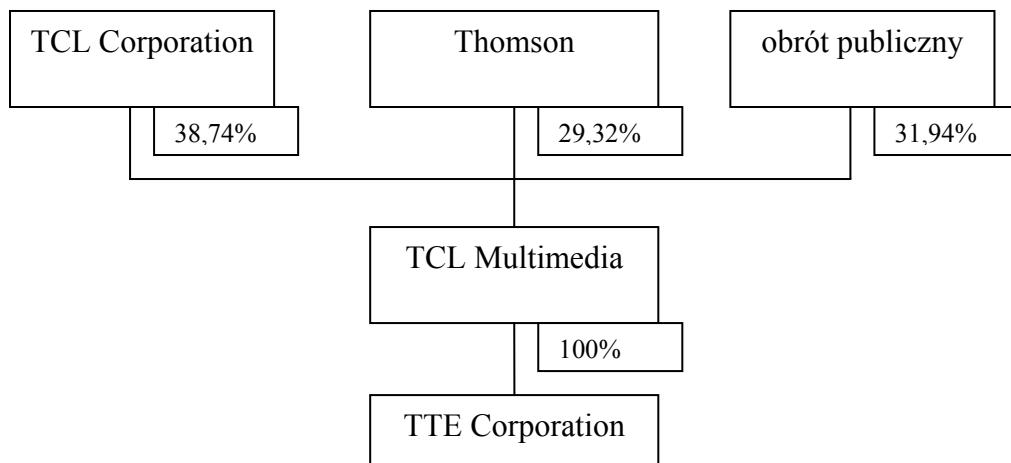 TCL Corporation
Thomson
obrót publiczny
38,74%
29,32%
31,94%
TCL Multimedia
100%
TTE Corporation